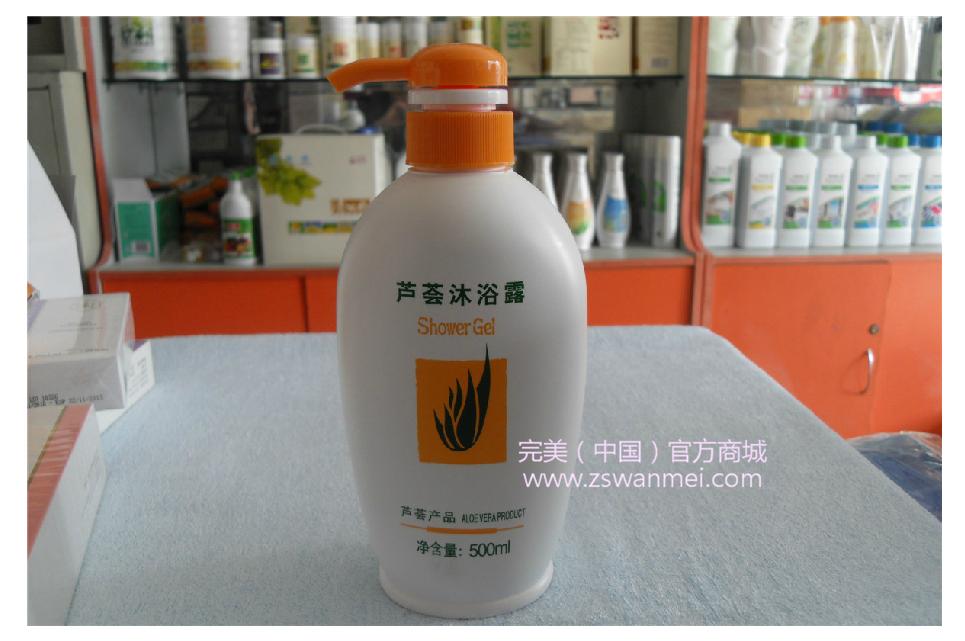 芦荟沐浴露
Shower Gel
完美（中国）官方商城
www.zswanmei.com
芦荟产品 ALOE VERA PRODUCT
净含量: 500ml